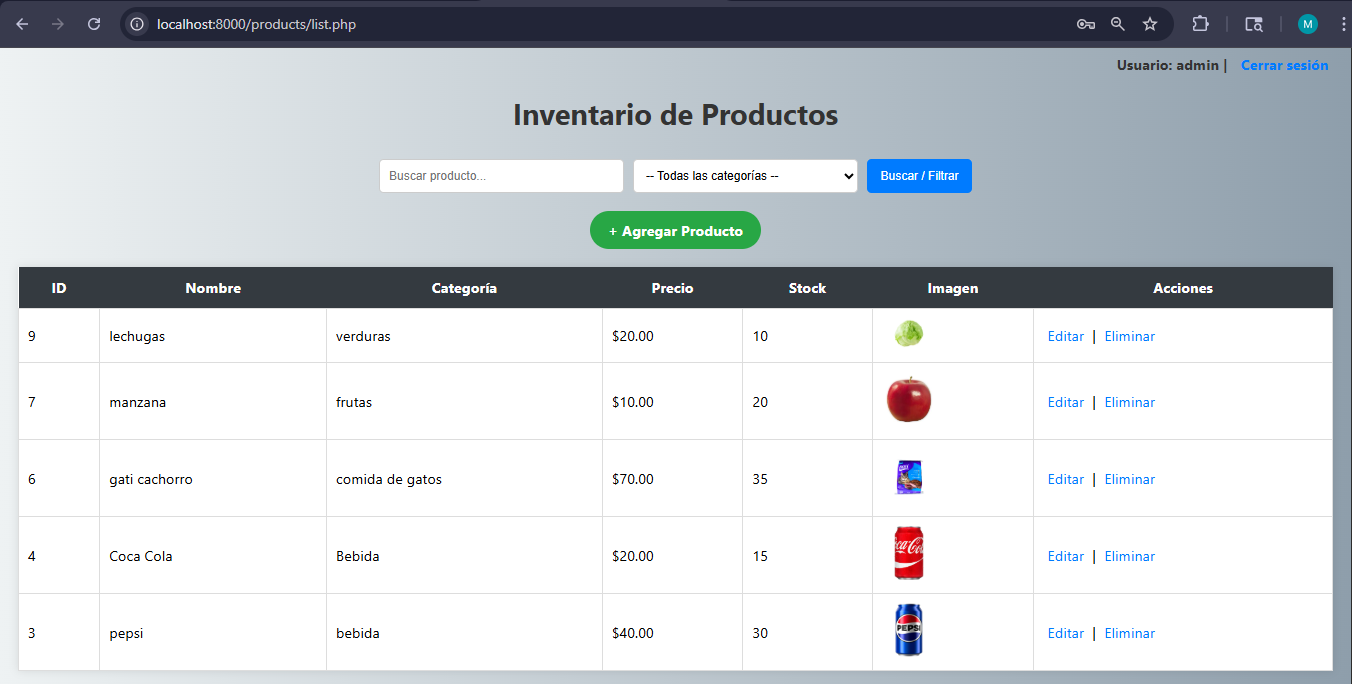 localhost:8000/products/list.php
M
Usuario: admin | Cerrar sesión
Inventario de Productos
Buscar producto... -- Todas las categorías -- Buscar / Filtrar
+ Agregar Producto
ID Nombre Categoría Precio Stock Imagen Acciones
9 lechugas verduras $20.00 10 Editar | Eliminar
7 manzana frutas $10.00 20 Editar | Eliminar
6 gati cachorro comida de gatos $70.00 35 Editar | Eliminar
4 Coca Cola Bebida $20.00 15 Coca-Cola Editar | Eliminar
3 pepsi bebida $40.00 30 PEPSI Editar | Eliminar